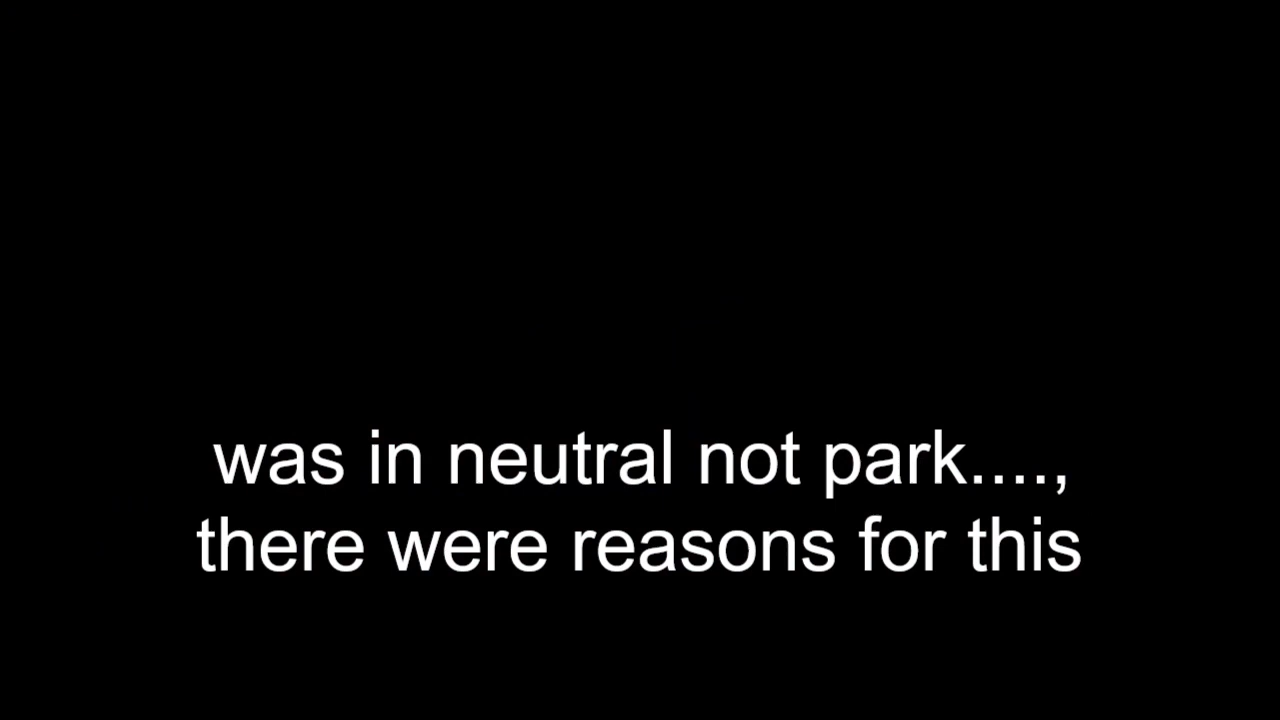 was in neutral not park....,
there were reasons for this